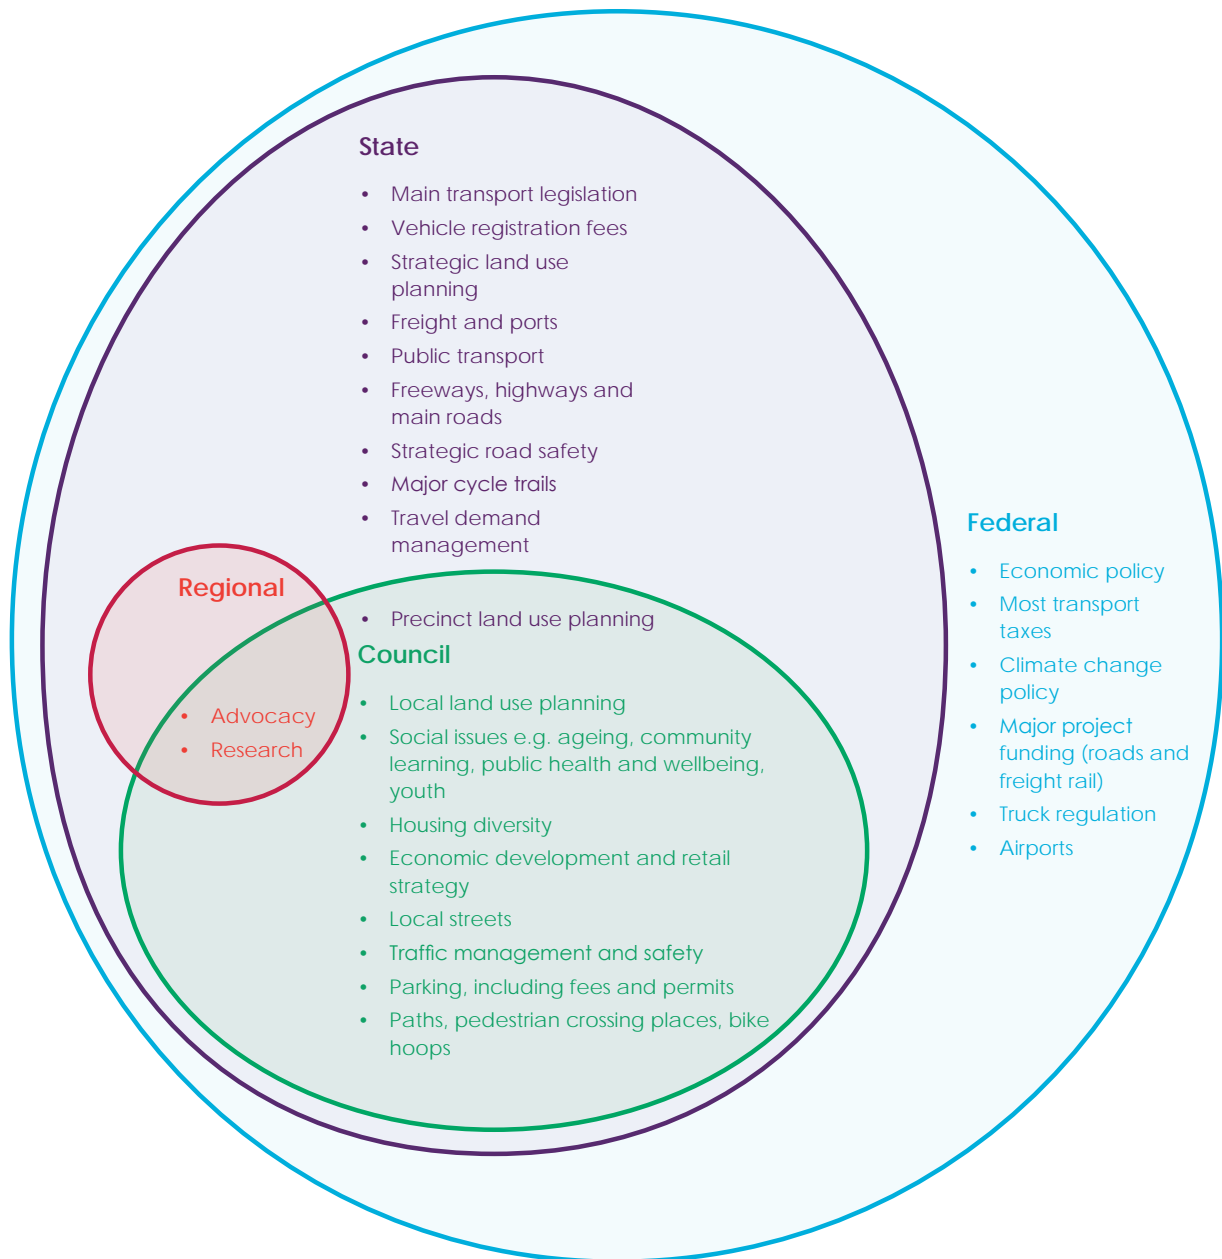 State
• Main transport legislation
• Vehicle registration fees
• Strategic land use
planning
• Freight and ports
• Public transport
• Freeways, highways and
main roads
• Strategic road safety
• Major cycle trails
• Travel demand
management
• Precinct land use planning
Regional
• Advocacy
• Research
Council
• Local land use planning
• Social issues e.g. ageing, community
learning, public health and wellbeing,
youth
• Housing diversity
• Economic development and retail
strategy
• Local streets
• Traffic management and safety
• Parking, including fees and permits
• Paths, pedestrian crossing places, bike
hoops
Federal
• Economic policy
• Most transport
taxes
• Climate change
policy
• Major project
funding (roads and
freight rail)
• Truck regulation
• Airports